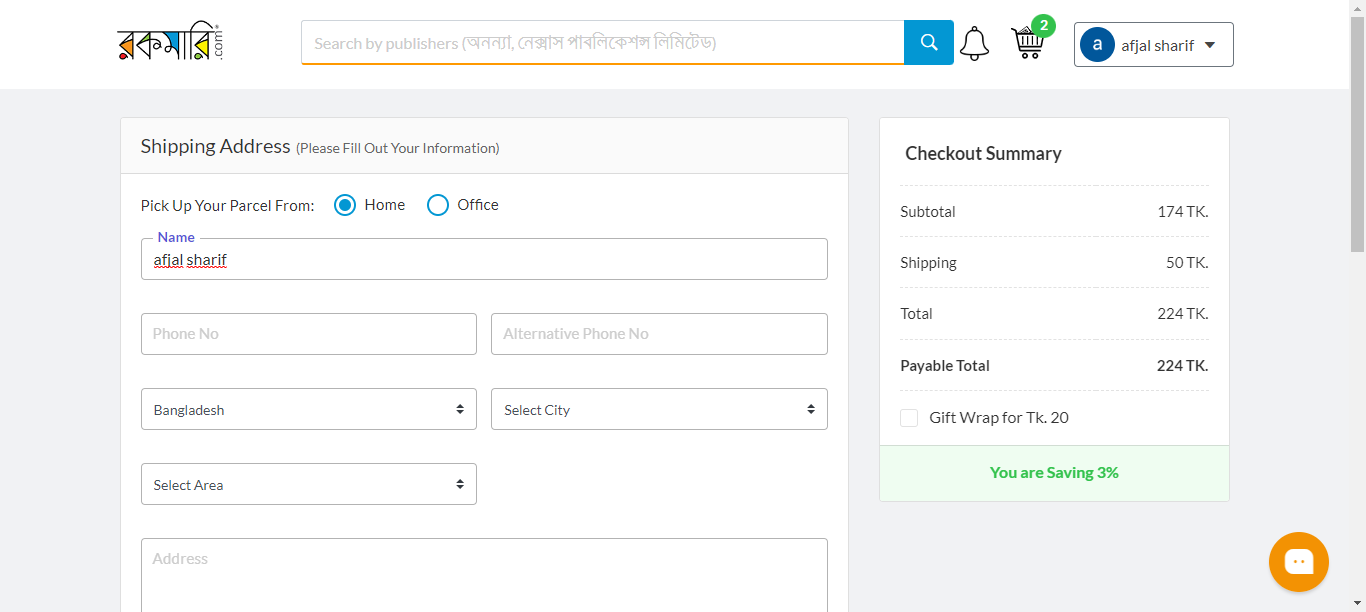 রকমারি
.com
Search by publishers (অনন্যা, নেক্সাস পাবলিকেশন্স লিমিটেড)
2
a
afjal sharif
Shipping Address (Please Fill Out Your Information)
Pick Up Your Parcel From: Home Office
Name
afjal sharif
Phone No Alternative Phone No
Bangladesh Select City
Select Area
Address
Checkout Summary
Subtotal 174 TK.
Shipping 50 TK.
Total 224 TK.
Payable Total 224 TK.
Gift Wrap for Tk. 20
You are Saving 3%